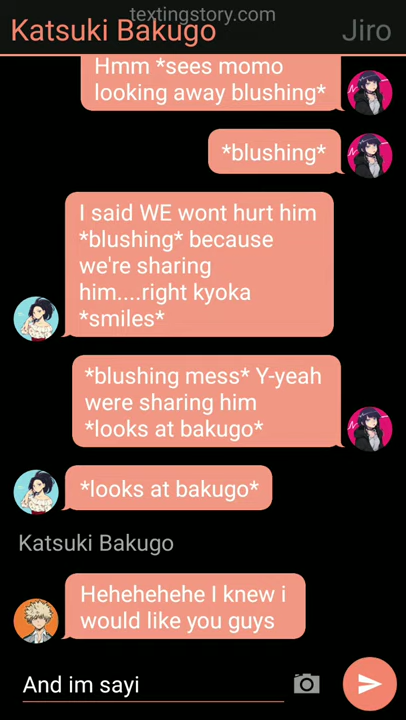 textingstory.com
Katsuki Bakugo
Jiro
Hmm *sees momo
looking away blushing*
*blushing*
I said WE wont hurt him
*blushing* because
we're sharing
him....right kyoka
*smiles*
*blushing mess* Y-yeah
were sharing him
*looks at bakugo*
*looks at bakugo*
Katsuki Bakugo
Hehehehehe I knew i
would like you guys
And im sayi